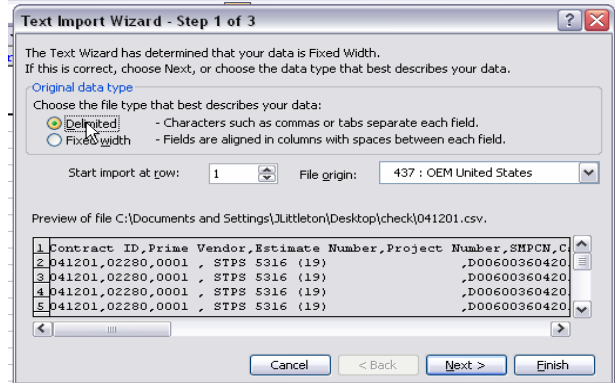 Text Import Wizard - Step 1 of 3
The Text Wizard has determined that your data is Fixed Width.
If this is correct, choose Next, or choose the data type that best describes your data.
Original data type
Choose the file type that best describes your data:
Delimited - Characters such as commas or tabs separate each field.
Fixed width - Fields are aligned in columns with spaces between each field.
Start import at row: 1 File origin: 437 : OEM United States
Preview of file C:\Documents and Settings\JLittleton\Desktop\check\041201.csv.
1 Contract ID,Prime Vendor,Estimate Number,Project Number,SMPCN,C
2 041201,02280,0001 , STPS 5316 (19) ,D00600360420
3 041201,02280,0001 , STPS 5316 (19) ,D00600360420
4 041201,02280,0001 , STPS 5316 (19) ,D00600360420
5 041201,02280,0001 , STPS 5316 (19) ,D00600360420
Cancel < Back Next > Finish